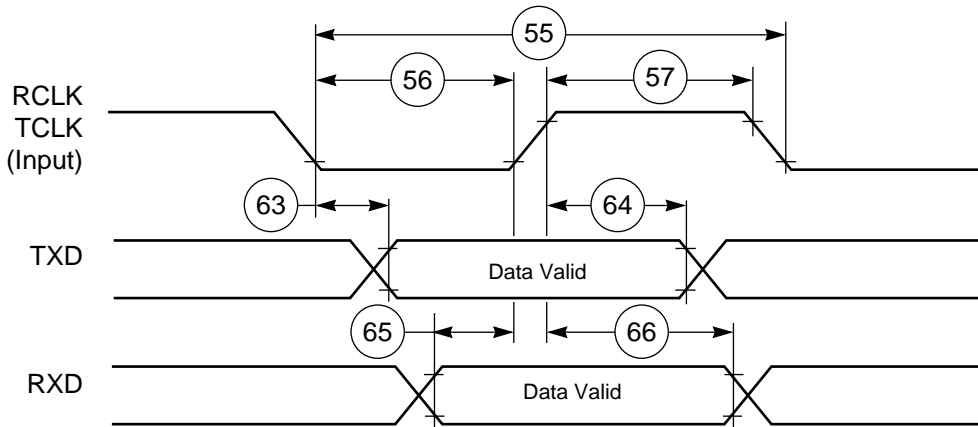 55
56
57
RCLK
TCLK
(Input)
63
64
TXD
Data Valid
65
66
RXD
Data Valid